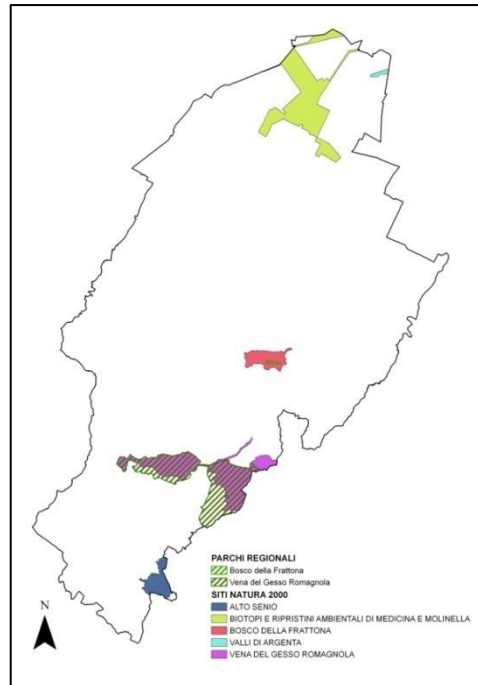 N
PARCHI REGIONALI
Bosco della Frattona
Vena del Gesso Romagnola
SITI NATURA 2000
ALTO SENIO
BIOTOPI E RIPRISTINI AMBIENTALI DI MEDICINA E MOLINELLA
BOSCO DELLA FRATTONA
VALLI DI ARGENTA
VENA DEL GESSO ROMAGNOLA